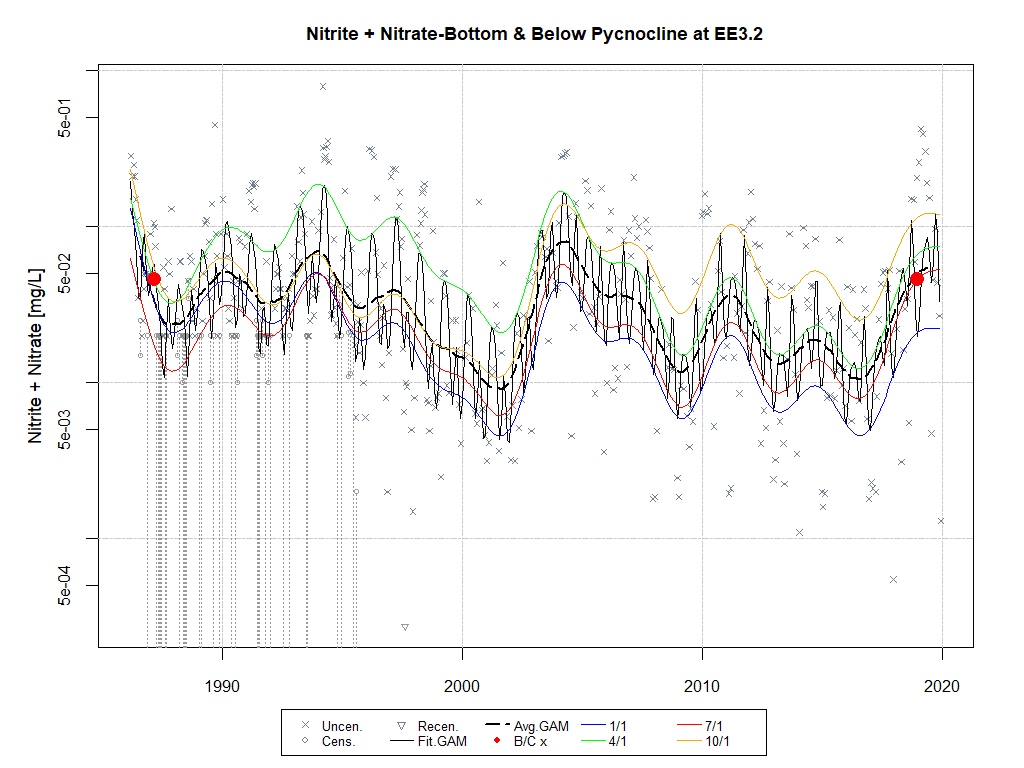 Nitrite + Nitrate-Bottom & Below Pycnocline at EE3.2
Nitrite + Nitrate [mg/L]
5e-01
5e-02
5e-03
5e-04
1990 2000 2010 2020
Uncen. Recen. Avg.GAM 1/1 7/1
Cens. Fit.GAM B/C x 4/1 10/1